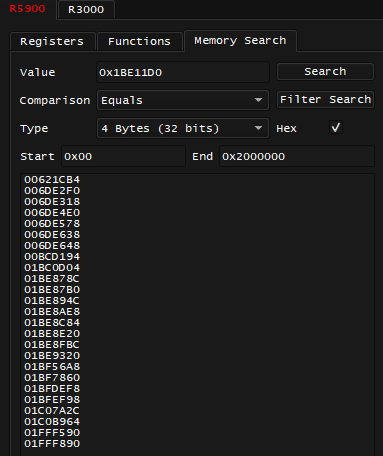 R5900 R3000
Registers Functions Memory Search
Value 0x1BE11D0 Search
Comparison Equals Filter Search
Type 4 Bytes (32 bits) Hex
Start 0x00 End 0x2000000
00621CB4
006DE2F0
006DE318
006DE4E0
006DE578
006DE638
006DE648
00BCD194
01BC0D04
01BE878C
01BE87B0
01BE894C
01BE8AE8
01BE8C84
01BE8E20
01BE8FBC
01BE9320
01BF56A8
01BF7860
01BFDEF8
01BFEF98
01C07A2C
01C0B964
01FFF590
01FFF890